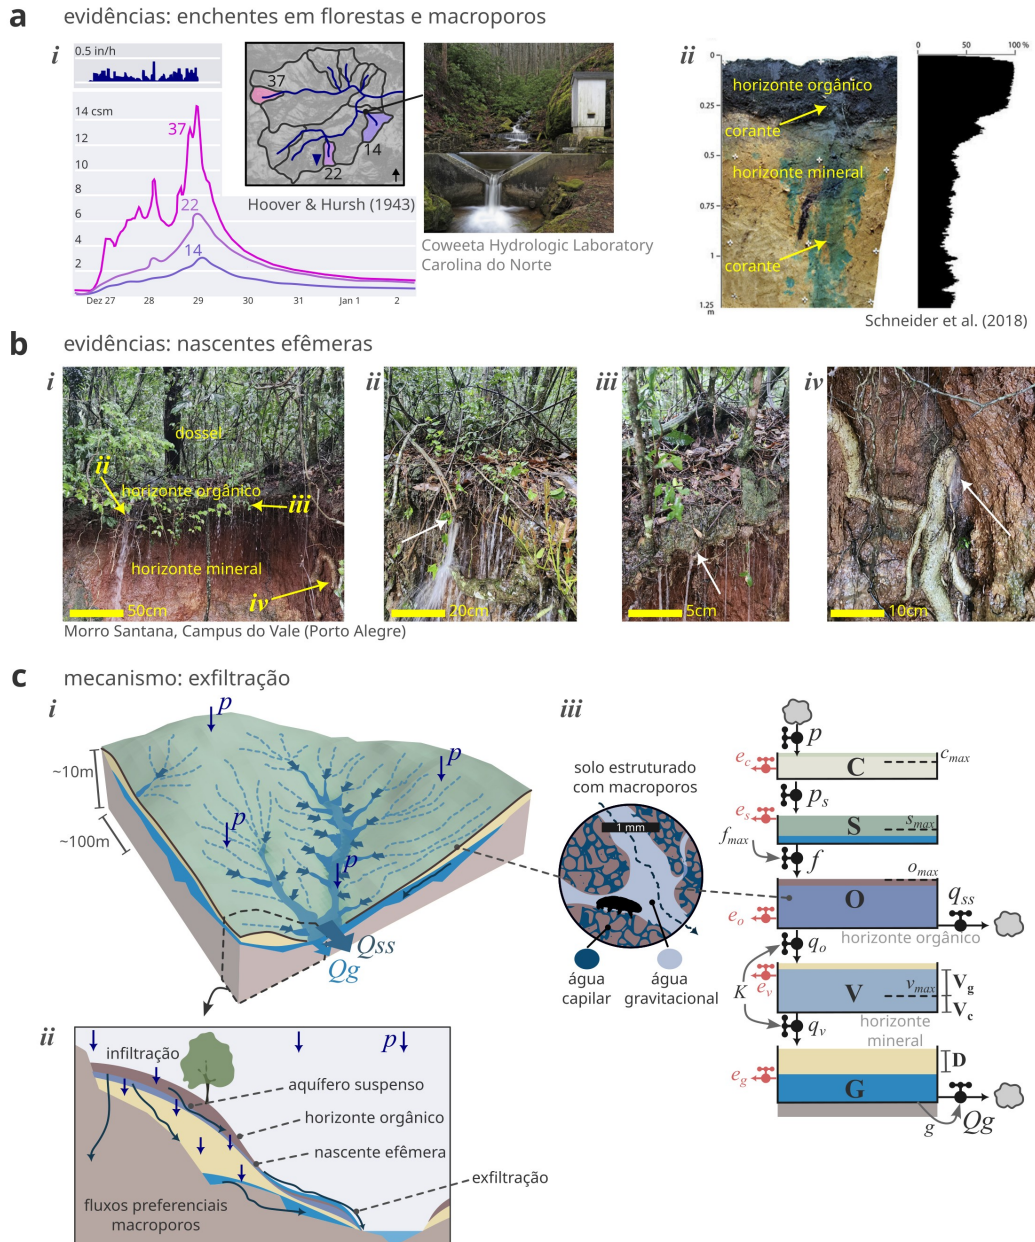 a evidências: enchentes em florestas e macroporos
i
0.5 in/h
14 csm
12
10
8
6
4
2
37
22
14
Dez 27 28 29 30 31 Jan 1 2
37
14
22
Hoover & Hursh (1943)
Coweeta Hydrologic Laboratory
Carolina do Norte
ii
0
0.25
0.5
0.75
1
1.25
m
horizonte orgânico
corante
horizonte mineral
corante
0 50 100 %
Schneider et al. (2018)
b evidências: nascentes efêmeras
i
dossel
ii
horizonte orgânico
iii
horizonte mineral
iv
50cm
ii
20cm
iii
5cm
iv
10cm
Morro Santana, Campus do Vale (Porto Alegre)
c mecanismo: exfiltração
i
p
p
p
p
~10m
~100m
Qss
Qg
iii
solo estruturado
com macroporos
1 mm
água
capilar
água
gravitacional
p
ec
C
cmax
ps
es
S
smax
fmax
f
omax
O
qss
eo
horizonte orgânico
qo
K
ev
V
vmax
Vg
Vc
qv
horizonte
mineral
D
eg
G
g
Qg
ii
p
infiltração
aquífero suspenso
horizonte orgânico
nascente efêmera
exfiltração
fluxos preferenciais
macroporos